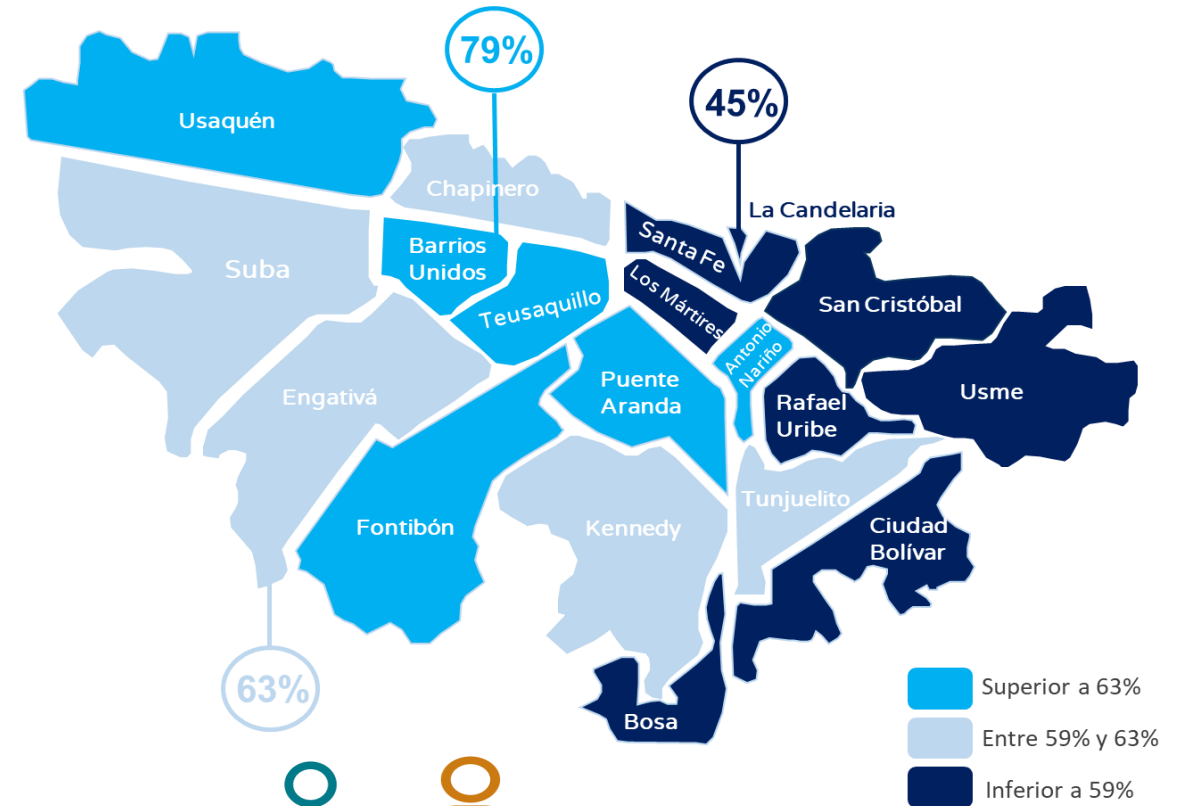 79%
45%
Usaquén
Chapinero
La Candelaria
Santa Fe
Barrios
Unidos
Suba
Los Mártires
Teusaquillo
San Cristóbal
Antonio
Nariño
Puente
Aranda
Engativá
Rafael
Uribe
Usme
Tunjuelito
Fontibón
Kennedy
Ciudad
Bolívar
63%
Bosa
Superior a 63%
Entre 59% y 63%
Inferior a 59%